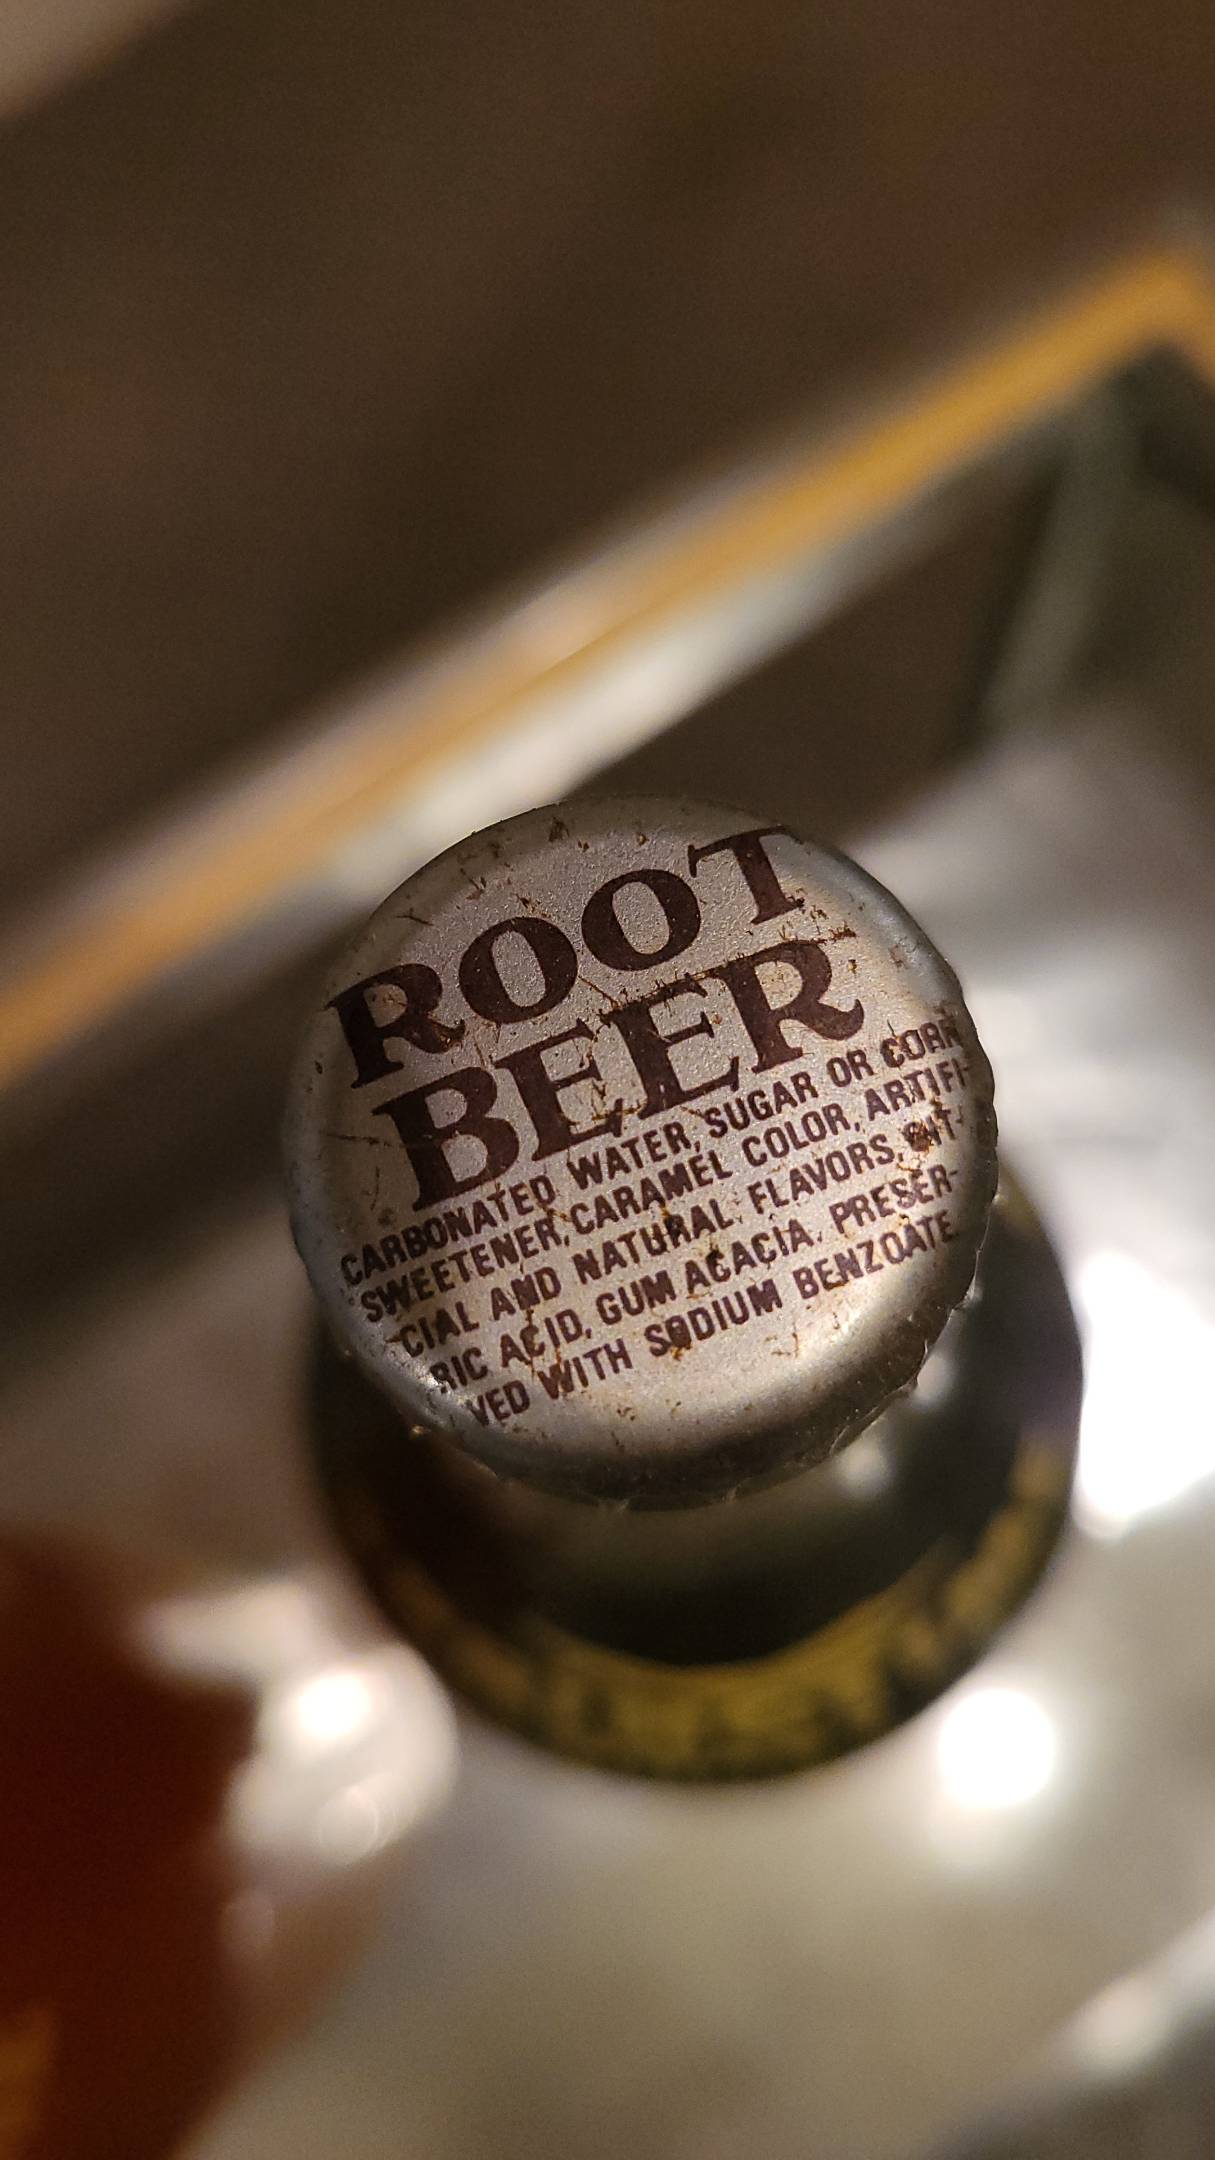 ROOT
BEER
CARBONATED WATER, SUGAR OR CORN
SWEETENER, CARAMEL COLOR, ARTIFI-
CIAL AND NATURAL FLAVORS, CIT-
RIC ACID, GUM ACACIA, PRESER-
VED WITH SODIUM BENZOATE